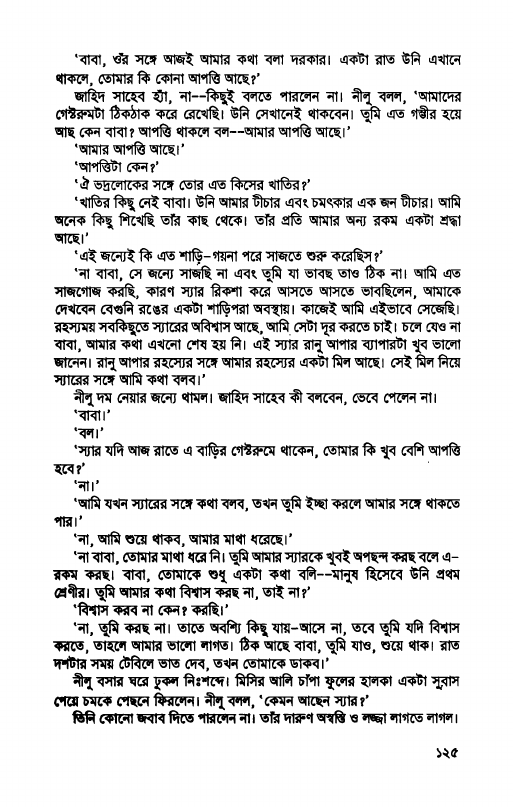 ‘বাবা, ওঁর সঙ্গে আজই আমার কথা বলা দরকার। একটা রাত উনি এখানে
থাকলে, তোমার কি কোনা আপত্তি আছে?’
জাহিদ সাহেব হ্যাঁ, না--কিছুই বলতে পারলেন না। নীলু বলল, ‘আমাদের
গেস্টরুমটা ঠিকঠাক করে রেখেছি। উনি সেখানেই থাকবেন। তুমি এত গম্ভীর হয়ে
আছ কেন বাবা? আপত্তি থাকলে বল--আমার আপত্তি আছে।’
‘আমার আপত্তি আছে।’
‘আপত্তিটা কেন?’
‘ঐ ভদ্রলোকের সঙ্গে তোর এত কিসের খাতির?’
‘খাতির কিছু নেই বাবা। উনি আমার টীচার এবং চমৎকার এক জন টীচার। আমি
অনেক কিছু শিখেছি তাঁর কাছ থেকে। তাঁর প্রতি আমার অন্য রকম একটা শ্রদ্ধা
আছে।’
‘এই জন্যেই কি এত শাড়ি-গয়না পরে সাজতে শুরু করেছিস?’
‘না বাবা, সে জন্যে সাজছি না এবং তুমি যা ভাবছ তাও ঠিক না। আমি এত
সাজগোজ করছি, কারণ স্যার রিকশা করে আসতে আসতে ভাবছিলেন, আমাকে
দেখবেন বেগুনি রঙের একটা শাড়িপরা অবস্থায়। কাজেই আমি এইভাবে সেজেছি।
রহস্যময় সবকিছুতে স্যারের অবিশ্বাস আছে, আমি সেটা দূর করতে চাই। চলে যেও না
বাবা, আমার কথা এখনো শেষ হয় নি। এই স্যার রানু আপার ব্যাপারটা খুব ভালো
জানেন। রানু আপার রহস্যের সঙ্গে আমার রহস্যের একটা মিল আছে। সেই মিল নিয়ে
স্যারের সঙ্গে আমি কথা বলব।’
নীলু দম নেয়ার জন্যে থামল। জাহিদ সাহেব কী বলবেন, ভেবে পেলেন না।
‘বাবা।’
‘বল।’
‘স্যার যদি আজ রাতে এ বাড়ির গেস্টরুমে থাকেন, তোমার কি খুব বেশি আপত্তি
হবে?’
‘না।’
‘আমি যখন স্যারের সঙ্গে কথা বলব, তখন তুমি ইচ্ছা করলে আমার সঙ্গে থাকতে
পার।’
‘না, আমি শুয়ে থাকব, আমার মাথা ধরেছে।’
‘না বাবা, তোমার মাথা ধরে নি। তুমি আমার স্যারকে খুবই অপছন্দ করছ বলে এ-
রকম করছ। বাবা, তোমাকে শুধু একটা কথা বলি--মানুষ হিসেবে উনি প্রথম
শ্রেণীর। তুমি আমার কথা বিশ্বাস করছ না, তাই না?’
‘বিশ্বাস করব না কেন? করছি।’
‘না, তুমি করছ না। তাতে অবশ্যি কিছু যায়-আসে না, তবে তুমি যদি বিশ্বাস
করতে, তাহলে আমার ভালো লাগত। ঠিক আছে বাবা, তুমি যাও, শুয়ে থাক। রাত
দশটার সময় টেবিলে ভাত দেব, তখন তোমাকে ডাকব।’
নীলু বসার ঘরে ঢুকল নিঃশব্দে। মিসির আলি চাঁপা ফুলের হালকা একটা সুবাস
পেয়ে চমকে পেছনে ফিরলেন। নীলু বলল, ‘কেমন আছেন স্যার?’
তিনি কোনো জবাব দিতে পারলেন না। তাঁর দারুণ অস্বস্তি ও লজ্জা লাগতে লাগল।
১২৫